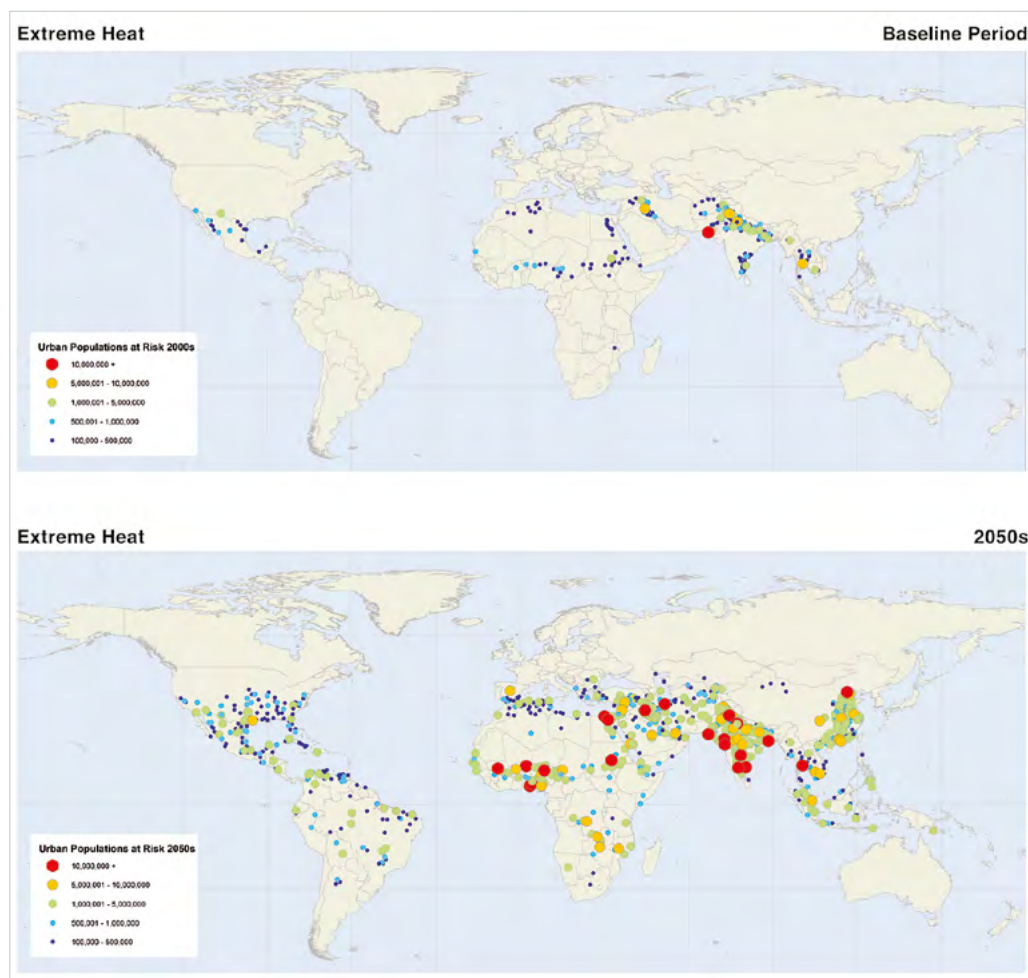 Extreme Heat
Baseline Period
Urban Populations at Risk 2000s
10,000,000 +
5,000,001 - 10,000,000
1,000,001 - 5,000,000
500,001 - 1,000,000
100,000 - 500,000
Extreme Heat
2050s
Urban Populations at Risk 2050s
10,000,000 +
5,000,001 - 10,000,000
1,000,001 - 5,000,000
500,001 - 1,000,000
100,000 - 500,000